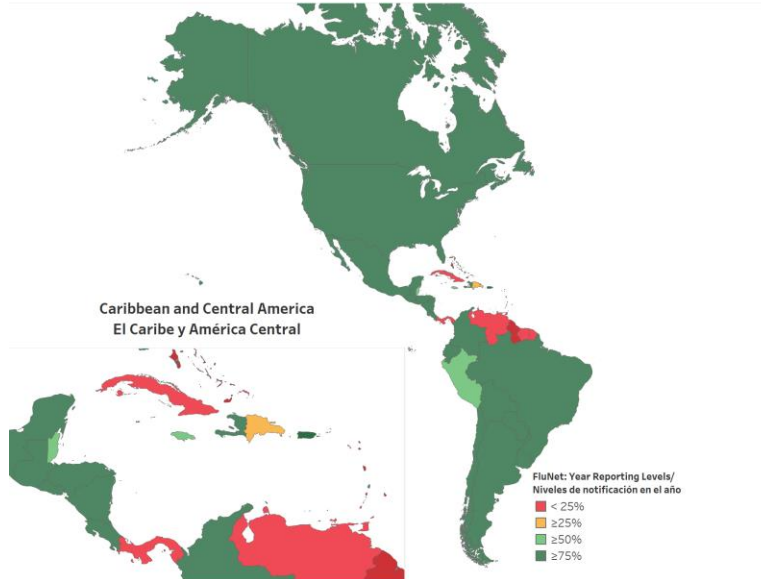 Caribbean and Central America
El Caribe y América Central
FluNet: Year Reporting Levels/
Niveles de notificación en el año
< 25%
≥25%
≥50%
≥75%